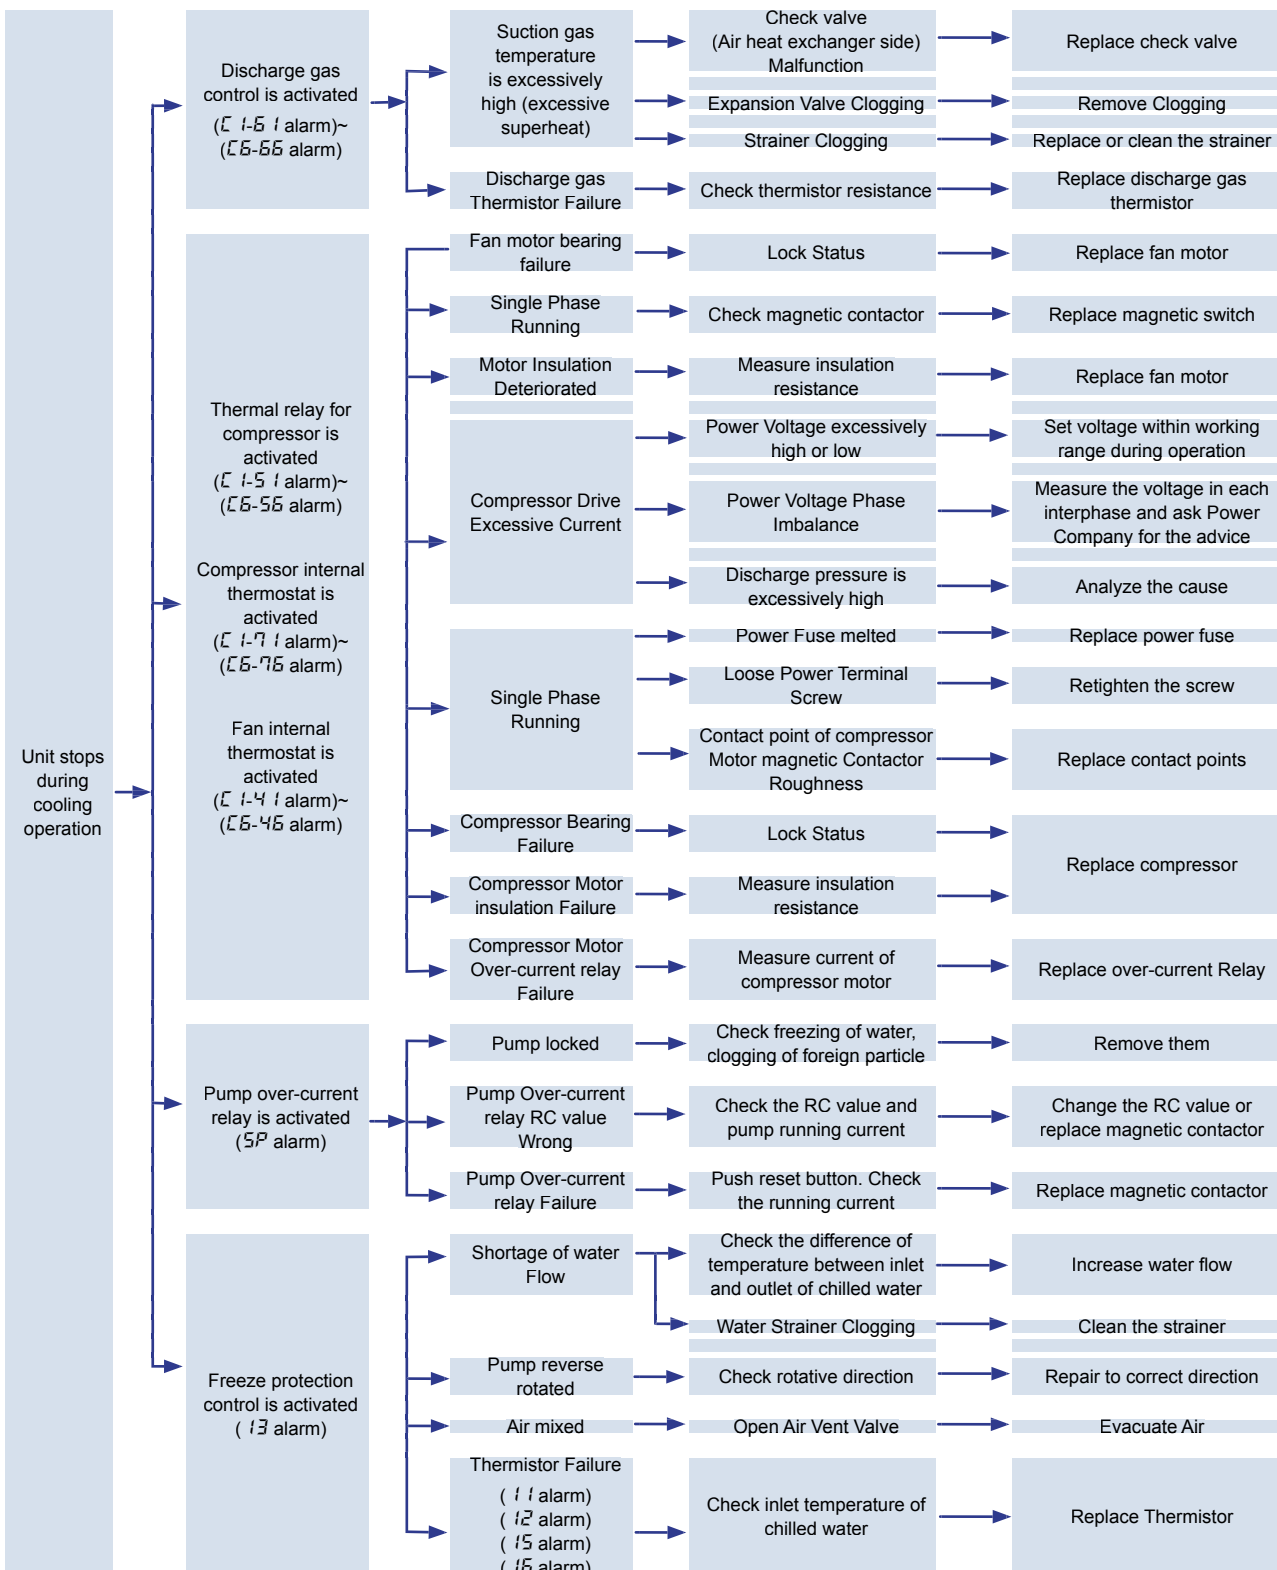 Unit stops
during
cooling
operation
Discharge gas
control is activated
(C1-61 alarm)~
(C6-66 alarm)
Suction gas
temperature
is excessively
high (excessive
superheat)
Check valve
(Air heat exchanger side)
Malfunction
Replace check valve
Expansion Valve Clogging
Remove Clogging
Strainer Clogging
Replace or clean the strainer
Discharge gas
Thermistor Failure
Check thermistor resistance
Replace discharge gas
thermistor
Thermal relay for
compressor is
activated
(C1-51 alarm)~
(C6-56 alarm)
Compressor internal
thermostat is
activated
(C1-71 alarm)~
(C6-76 alarm)
Fan internal
thermostat is
activated
(C1-41 alarm)~
(C6-46 alarm)
Fan motor bearing
failure
Lock Status
Replace fan motor
Single Phase
Running
Check magnetic contactor
Replace magnetic switch
Motor Insulation
Deteriorated
Measure insulation
resistance
Replace fan motor
Compressor Drive
Excessive Current
Power Voltage excessively
high or low
Set voltage within working
range during operation
Power Voltage Phase
Imbalance
Measure the voltage in each
interphase and ask Power
Company for the advice
Discharge pressure is
excessively high
Analyze the cause
Single Phase
Running
Power Fuse melted
Replace power fuse
Loose Power Terminal
Screw
Retighten the screw
Contact point of compressor
Motor magnetic Contactor
Roughness
Replace contact points
Compressor Bearing
Failure
Lock Status
Replace compressor
Compressor Motor
insulation Failure
Measure insulation
resistance
Compressor Motor
Over-current relay
Failure
Measure current of
compressor motor
Replace over-current Relay
Pump over-current
relay is activated
(5P alarm)
Pump locked
Check freezing of water,
clogging of foreign particle
Remove them
Pump Over-current
relay RC value
Wrong
Check the RC value and
pump running current
Change the RC value or
replace magnetic contactor
Pump Over-current
relay Failure
Push reset button. Check
the running current
Replace magnetic contactor
Freeze protection
control is activated
( 13 alarm)
Shortage of water
Flow
Check the difference of
temperature between inlet
and outlet of chilled water
Increase water flow
Water Strainer Clogging
Clean the strainer
Pump reverse
rotated
Check rotative direction
Repair to correct direction
Air mixed
Open Air Vent Valve
Evacuate Air
Thermistor Failure
( 11 alarm)
( 12 alarm)
( 15 alarm)
( 16 alarm)
Check inlet temperature of
chilled water
Replace Thermistor